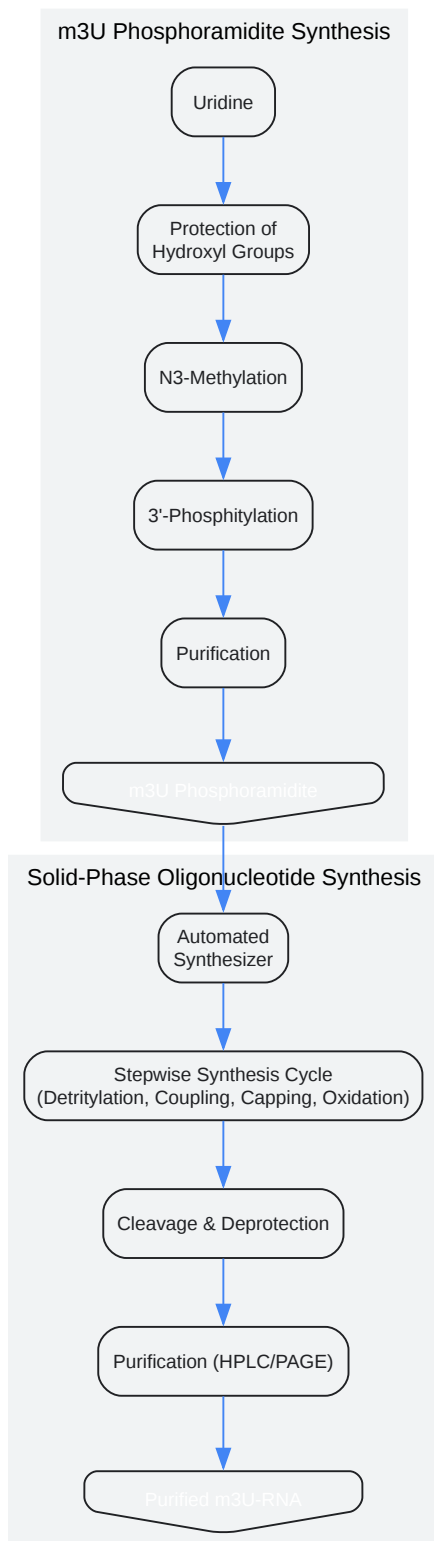 m3U Phosphoramidite Synthesis
Uridine
Protection of
Hydroxyl Groups
N3-Methylation
3'-Phosphitylation
Purification
m3U Phosphoramidite
Solid-Phase Oligonucleotide Synthesis
Automated
Synthesizer
Stepwise Synthesis Cycle
(Detritylation, Coupling, Capping, Oxidation)
Cleavage & Deprotection
Purification (HPLC/PAGE)
Purified m3U-RNA